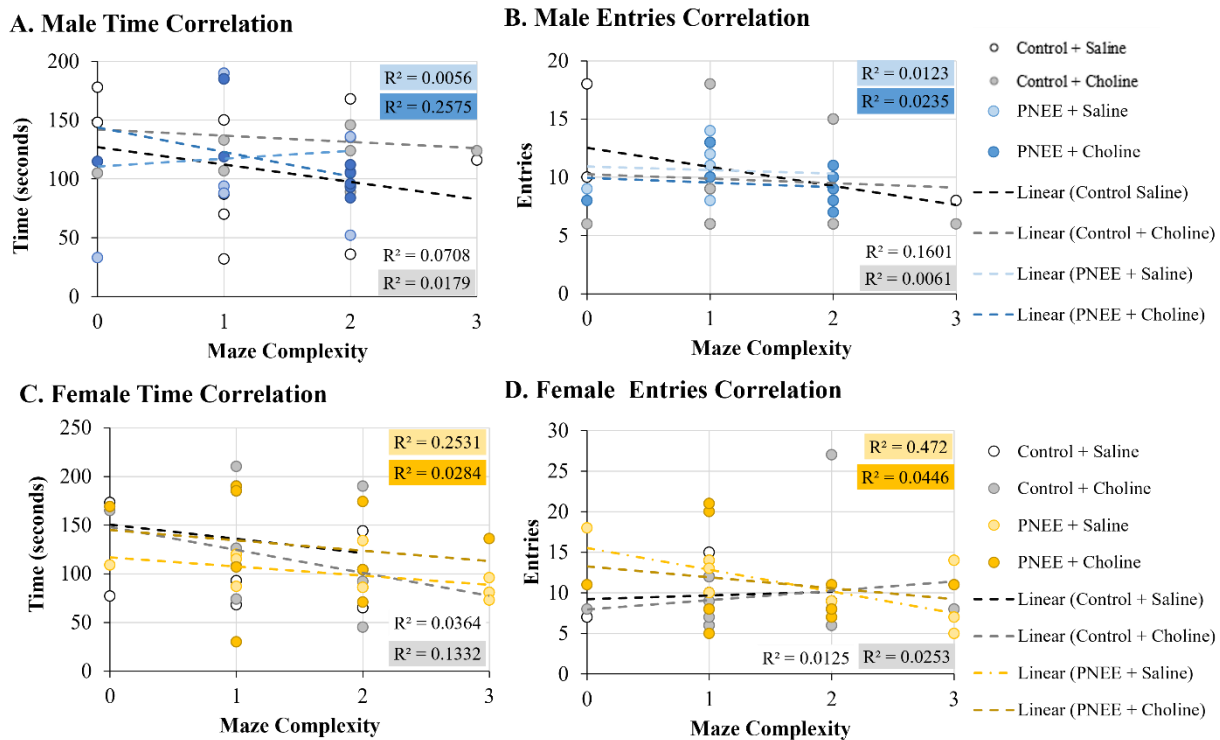 A. Male Time Correlation
200
150
100
50
0
Time (seconds)
R² = 0.0056
R² = 0.2575
R² = 0.0708
R² = 0.0179
0 1 2 3
Maze Complexity
B. Male Entries Correlation
20
15
10
5
0
Entries
R² = 0.0123
R² = 0.0235
R² = 0.1601
R² = 0.0061
0 1 2 3
Maze Complexity
Control + Saline
Control + Choline
PNEE + Saline
PNEE + Choline
Linear (Control Saline)
Linear (Control + Choline)
Linear (PNEE + Saline)
Linear (PNEE + Choline)
C. Female Time Correlation
250
200
150
100
50
0
Time (seconds)
R² = 0.2531
R² = 0.0284
R² = 0.0364
R² = 0.1332
0 1 2 3
Maze Complexity
D. Female Entries Correlation
30
25
20
15
10
5
0
Entries
R² = 0.472
R² = 0.0446
R² = 0.0125 R² = 0.0253
0 1 2 3
Maze Complexity
Control + Saline
Control + Choline
PNEE + Saline
PNEE + Choline
Linear (Control + Saline)
Linear (Control + Choline)
Linear (PNEE + Saline)
Linear (PNEE + Choline)